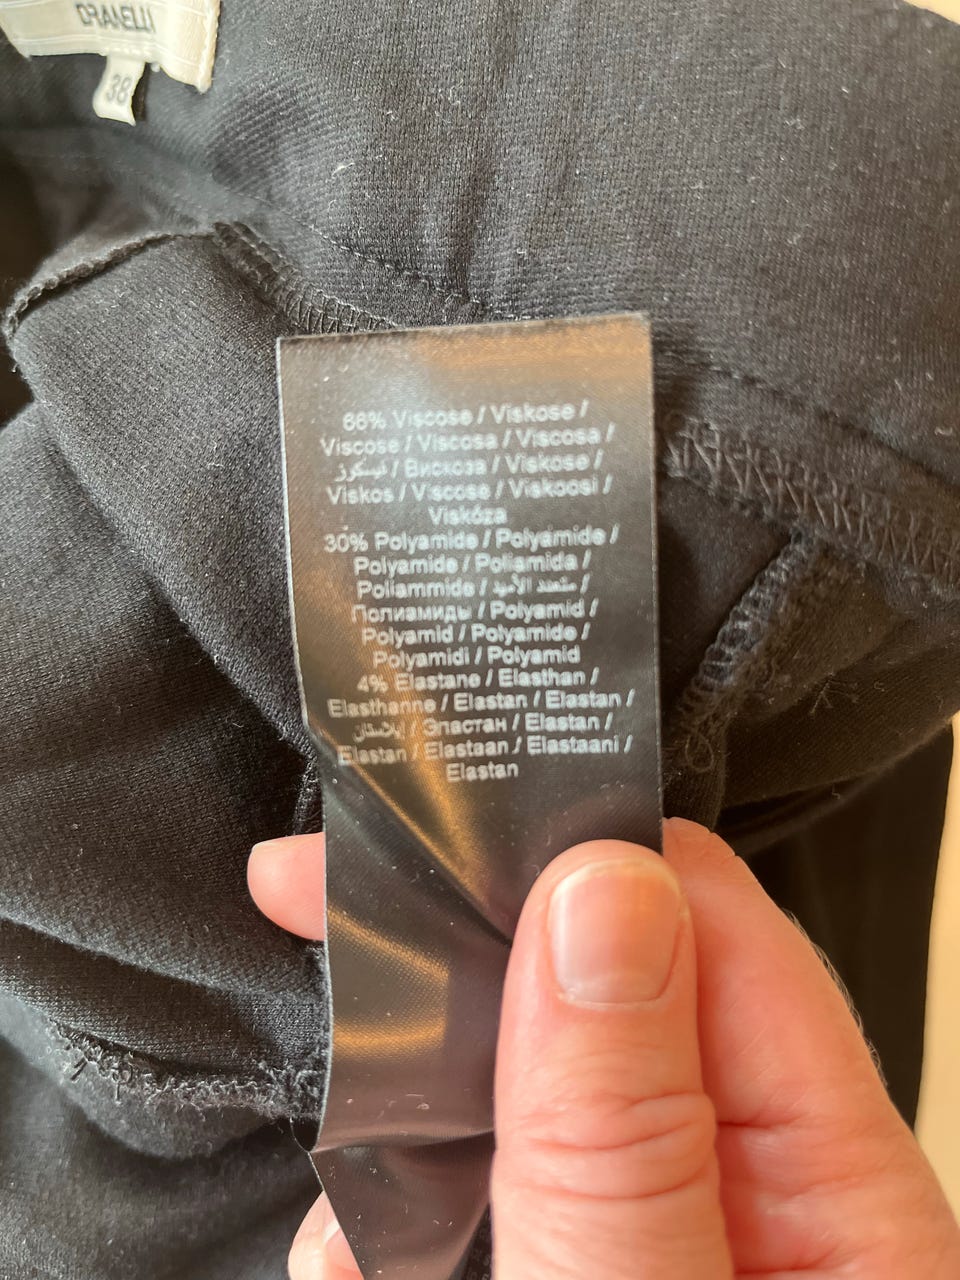 38
66% Viscose / Viskose /
Viscose / Viscosa / Viscosa /
فيسكوز / Вискоза / Viskose /
Viskos / Viscose / Viskoosi /
Viskóza
30% Polyamide / Polyamide /
Polyamide / Poliamida /
Poliammide / متعدد الأميد /
Полиамиды / Polyamid /
Polyamid / Polyamide /
Polyamidi / Polyamid
4% Elastane / Elasthan /
Elasthanne / Elastan / Elastan /
إيلاستان / Эластан / Elastan /
Elastan / Elastaan / Elastaani /
Elastan